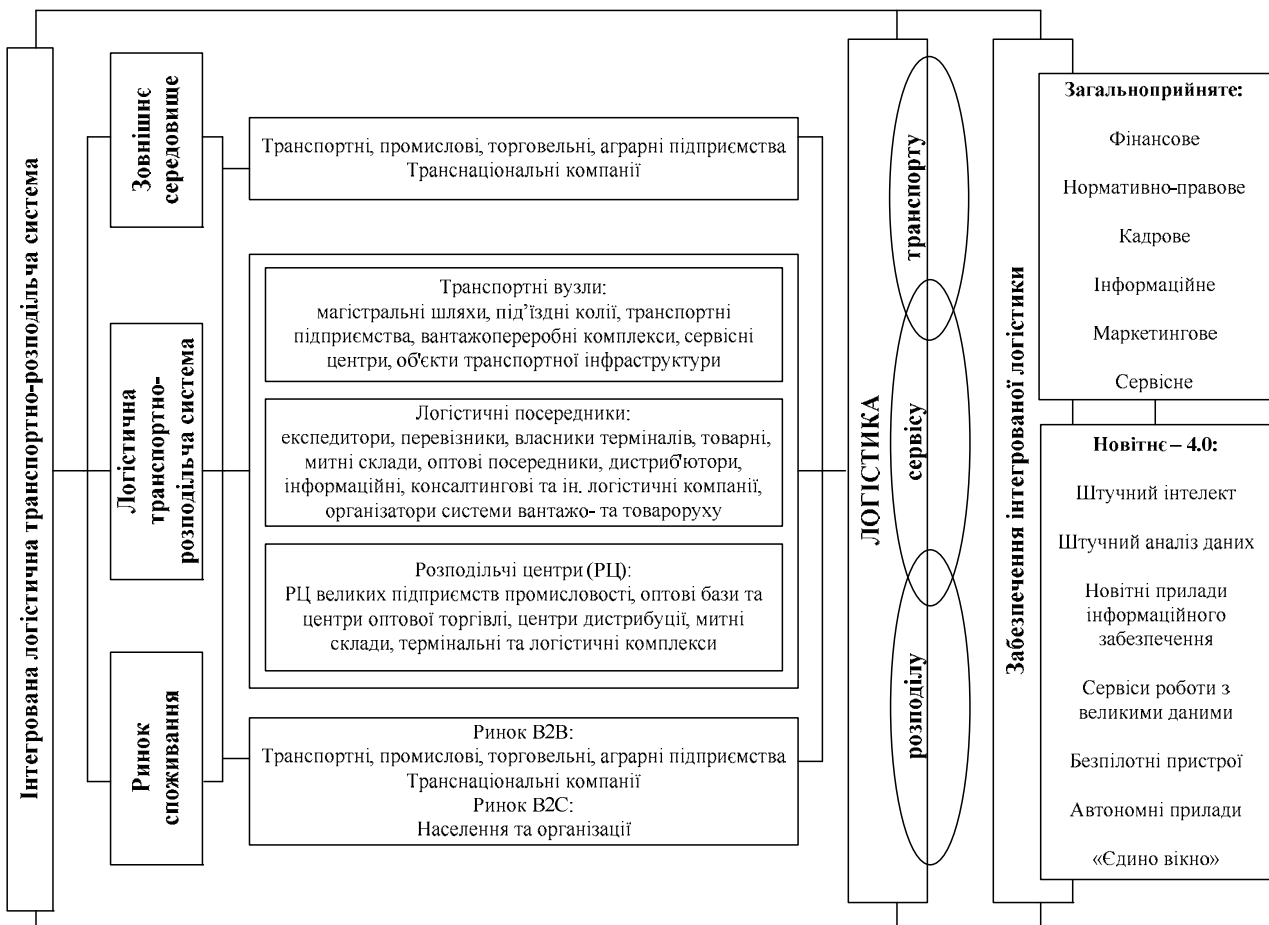 Інтегрована логістична транспортно-розподільча система
Зовнішнє
середовище
Транспортні, промислові, торговельні, аграрні підприємства
Транснаціональні компанії
Логістична
транспортно-
розподільча система
Транспортні вузли:
магістральні шляхи, під’їздні колії, транспортні
підприємства, вантажопереробні комплекси, сервісні
центри, об'єкти транспортної інфраструктури
Логістичні посередники:
експедитори, перевізники, власники терміналів, товарні,
митні склади, оптові посередники, дистриб'ютори,
інформаційні, консалтингові та ін. логістичні компанії,
організатори системи вантажо- та товароруху
Розподільчі центри (РЦ):
РЦ великих підприємств промисловості, оптові бази та
центри оптової торгівлі, центри дистрибуції, митні
склади, термінальні та логістичні комплекси
Ринок
споживання
Ринок B2B:
Транспортні, промислові, торговельні, аграрні підприємства
Транснаціональні компанії
Ринок B2C:
Населення та організації
ЛОГІСТИКА
транспорту
сервісу
розподілу
Забезпечення інтегрованої логістики
Загальноприйняте:
Фінансове
Нормативно-правове
Кадрове
Інформаційне
Маркетингове
Сервісне
Новітнє – 4.0:
Штучний інтелект
Штучний аналіз даних
Новітні прилади
інформаційного
забезпечення
Сервіси роботи з
великими даними
Безпілотні пристрої
Автономні прилади
«Єдино вікно»